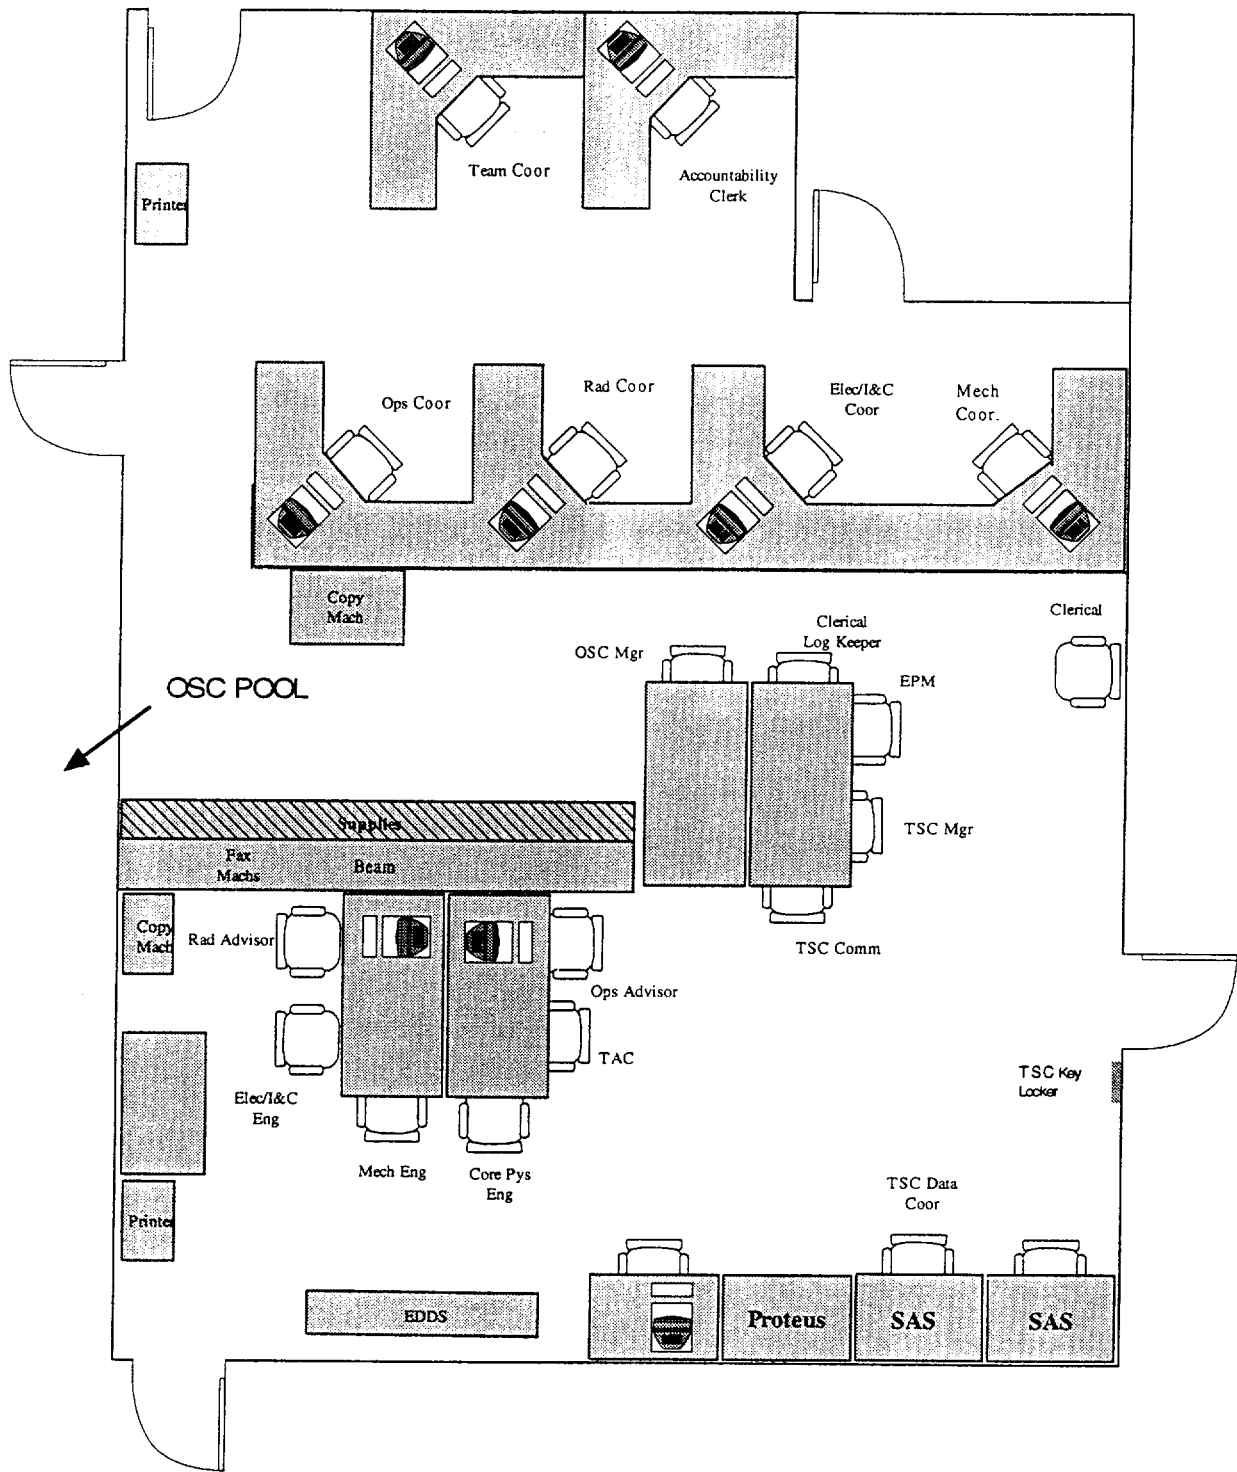 Team Coor
Accountability
Clerk
Printer
Ops Coor
Rad Coor
Elec/I&C
Coor
Mech
Coor.
Copy
Mach
Clerical
Log Keeper
Clerical
OSC Mgr
EPM
OSC POOL
Supplies
Fax
Machs
Beam
TSC Mgr
Copy
Mach
Rad Advisor
TSC Comm
Ops Advisor
TAC
TSC Key
Locker
Elec/I&C
Eng
Mech Eng
Core Pys
Eng
TSC Data
Coor
Printer
EDDS
Proteus
SAS
SAS